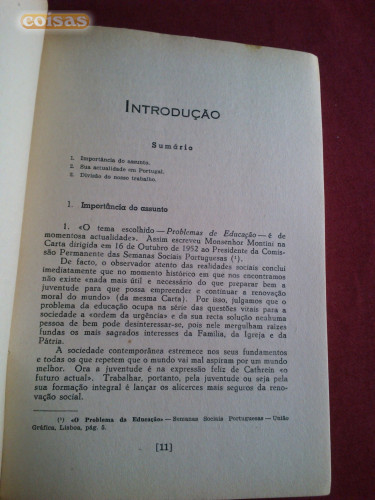 coisas
INTRODUÇÃO
Sumário
1. Importância do assunto.
2. Sua actualidade em Portugal.
3. Divisão do nosso trabalho.
1. Importância do assunto
1. «O tema escolhido — Problemas de Educação — é de
momentosa actualidade». Assim escreveu Monsenhor Montini na
Carta dirigida em 16 de Outubro de 1952 ao Presidente da Comis-
são Permanente das Semanas Sociais Portuguesas (¹).
De facto, o observador atento das realidades sociais conclui
imediatamente que no momento histórico em que nos encontramos
não existe «nada mais útil e necessário do que preparar bem a
juventude para que possa empreender e continuar a renovação
moral do mundo» (da mesma Carta). Por isso, julgamos que o
problema da educação ocupa na série das questões vitais para a
sociedade a «ordem da urgência» e da sua recta solução nenhuma
pessoa de bem pode desinteressar-se, pois nele mergulham raízes
fundas os mais sagrados interesses da Família, da Igreja e da
Pátria.
A sociedade contemporânea estremece nos seus fundamentos
e todos os que repetem que o mundo vai mal aspiram por um mundo
melhor. Ora a juventude é na expressão feliz de Cathrein «o
futuro actual». Trabalhar, portanto, pela juventude ou seja pela
sua formação integral é lançar os alicerces mais seguros da reno-
vação social.
(¹) «O Problema da Educação» — Semanas Sociais Portuguesas — União
Gráfica, Lisboa, pág. 5.
[11]